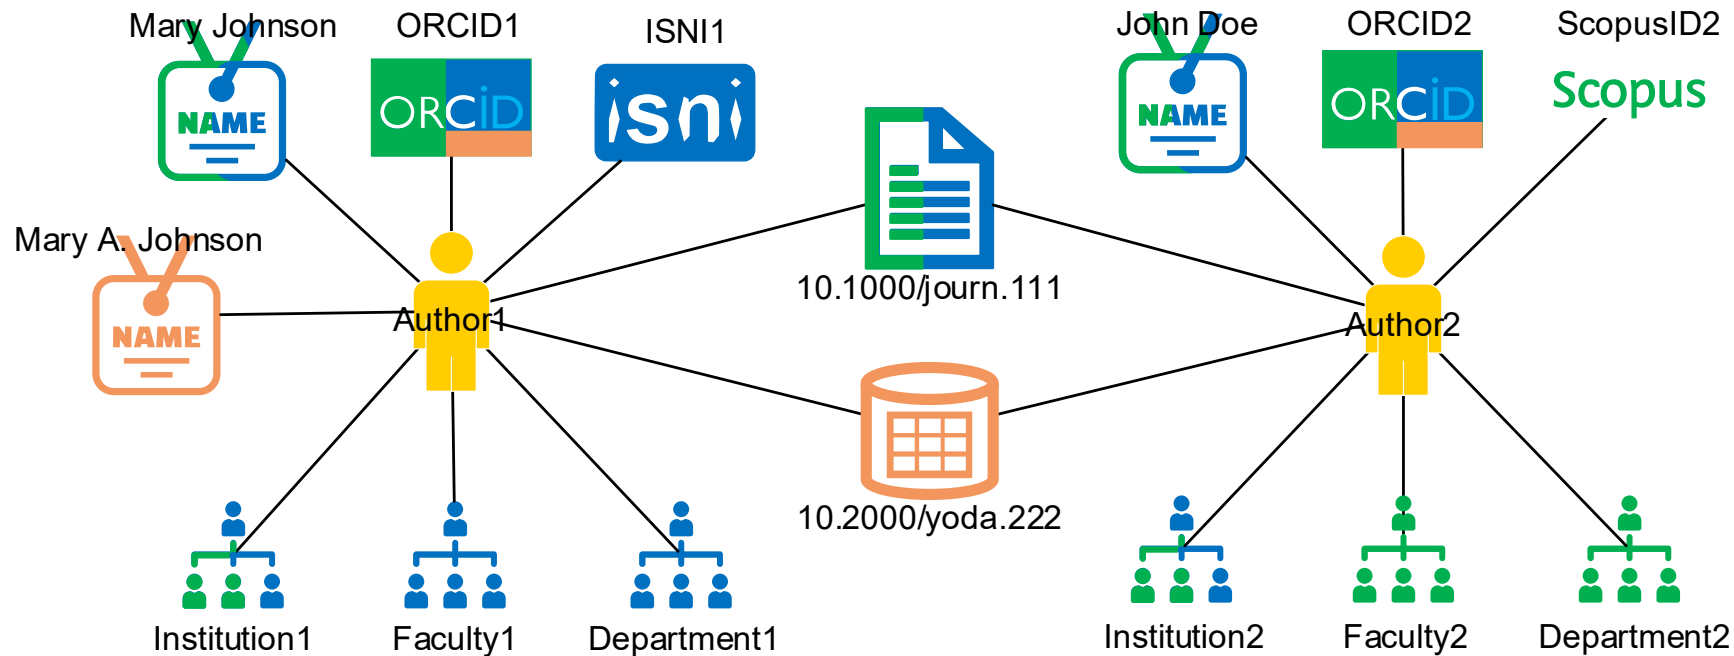 Mary Johnson
ORCID1
ISNI1
John Doe
ORCID2
ScopusID2
NAME
ORCiD
isni
NAME
ORCiD
Scopus
Mary A. Johnson
NAME
Author1
10.1000/journ.111
Author2
10.2000/yoda.222
Institution1
Faculty1
Department1
Institution2
Faculty2
Department2